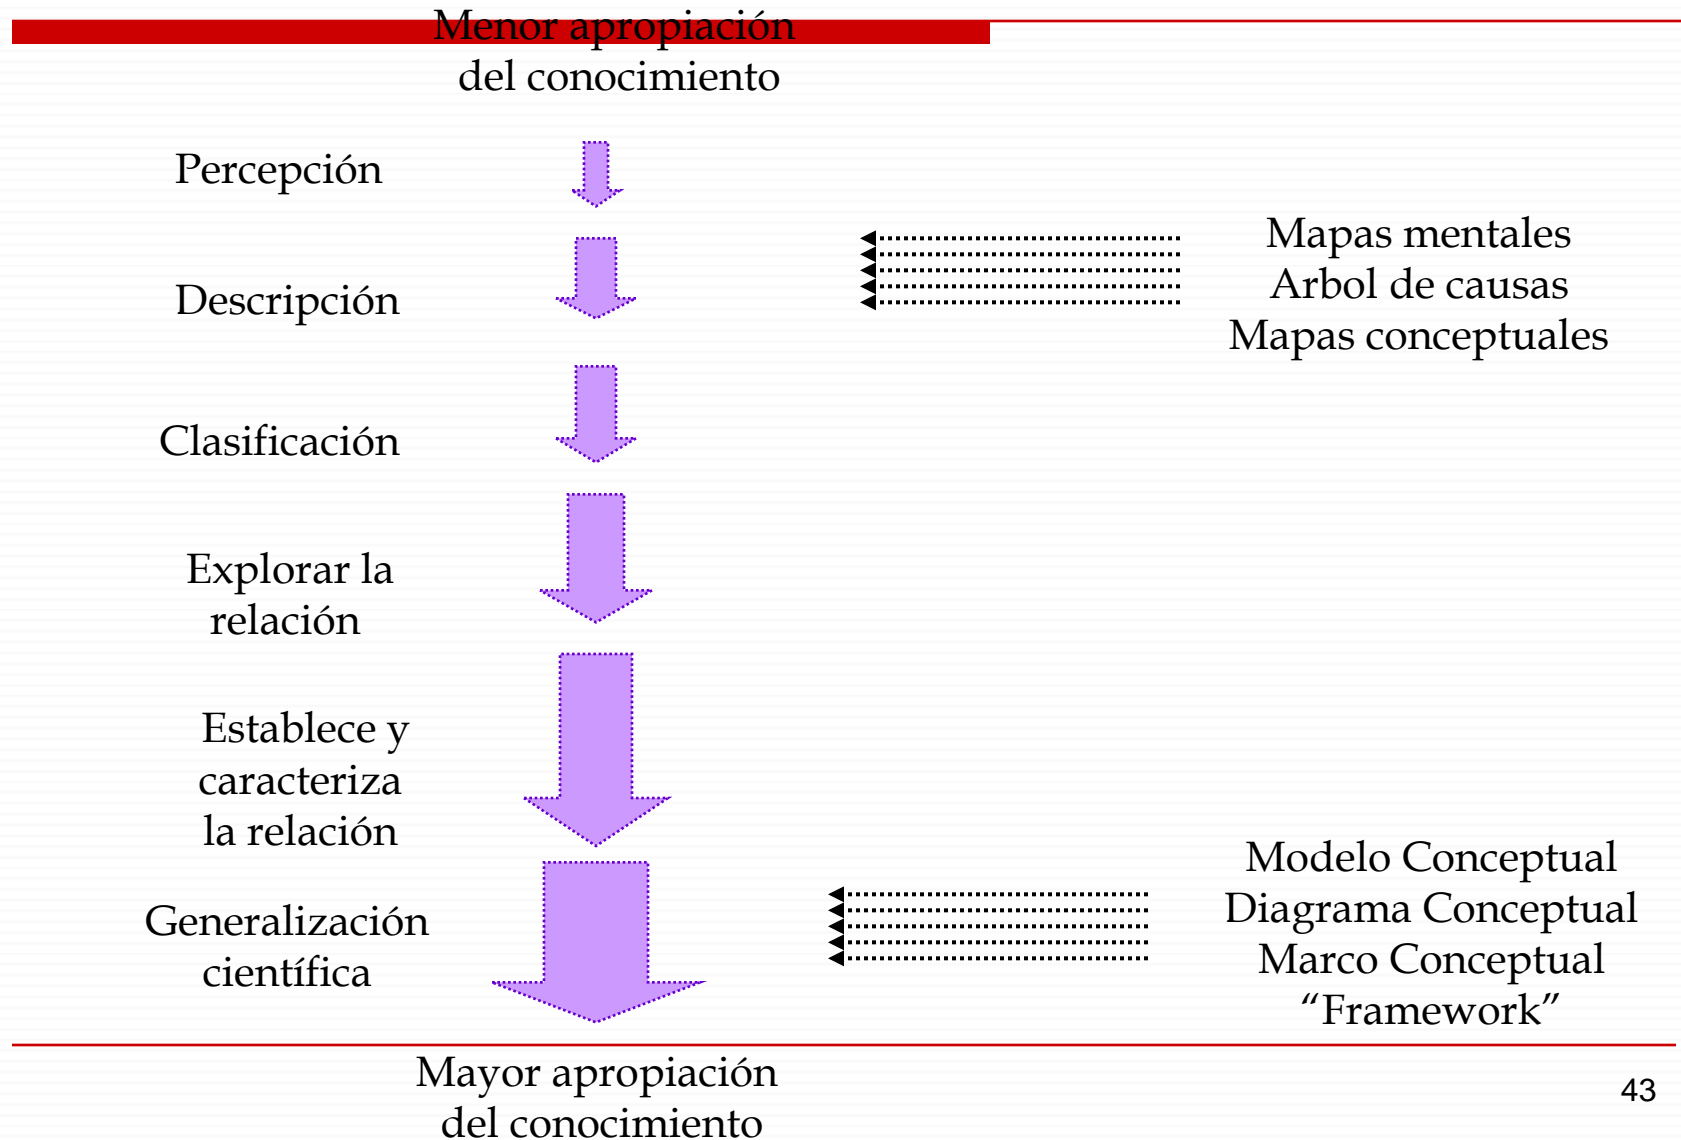 Menor apropiación
del conocimiento
Percepción
Descripción
Mapas mentales
Arbol de causas
Mapas conceptuales
Clasificación
Explorar la
relación
Establece y
caracteriza
la relación
Generalización
científica
Modelo Conceptual
Diagrama Conceptual
Marco Conceptual
“Framework”
Mayor apropiación
del conocimiento
43